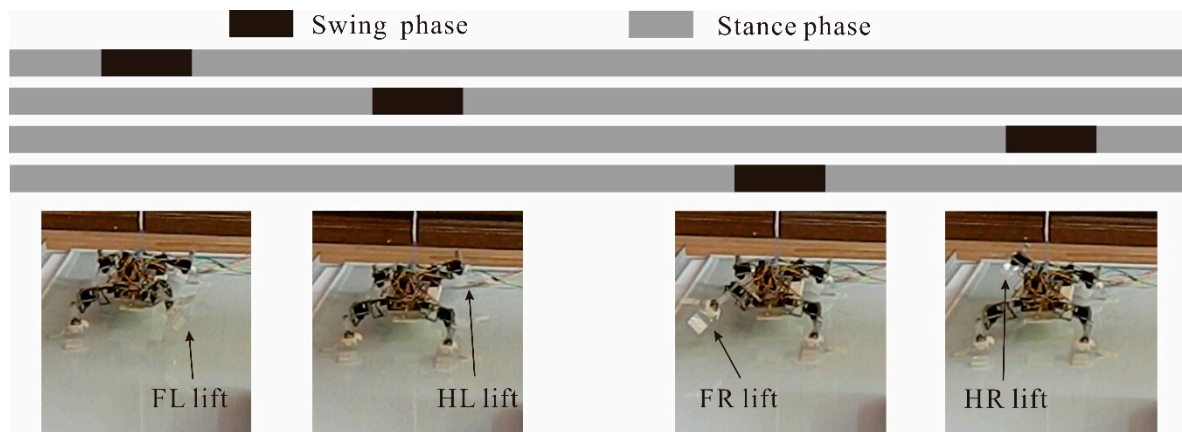 Swing phase
Stance phase
FL lift
HL lift
FR lift
HR lift